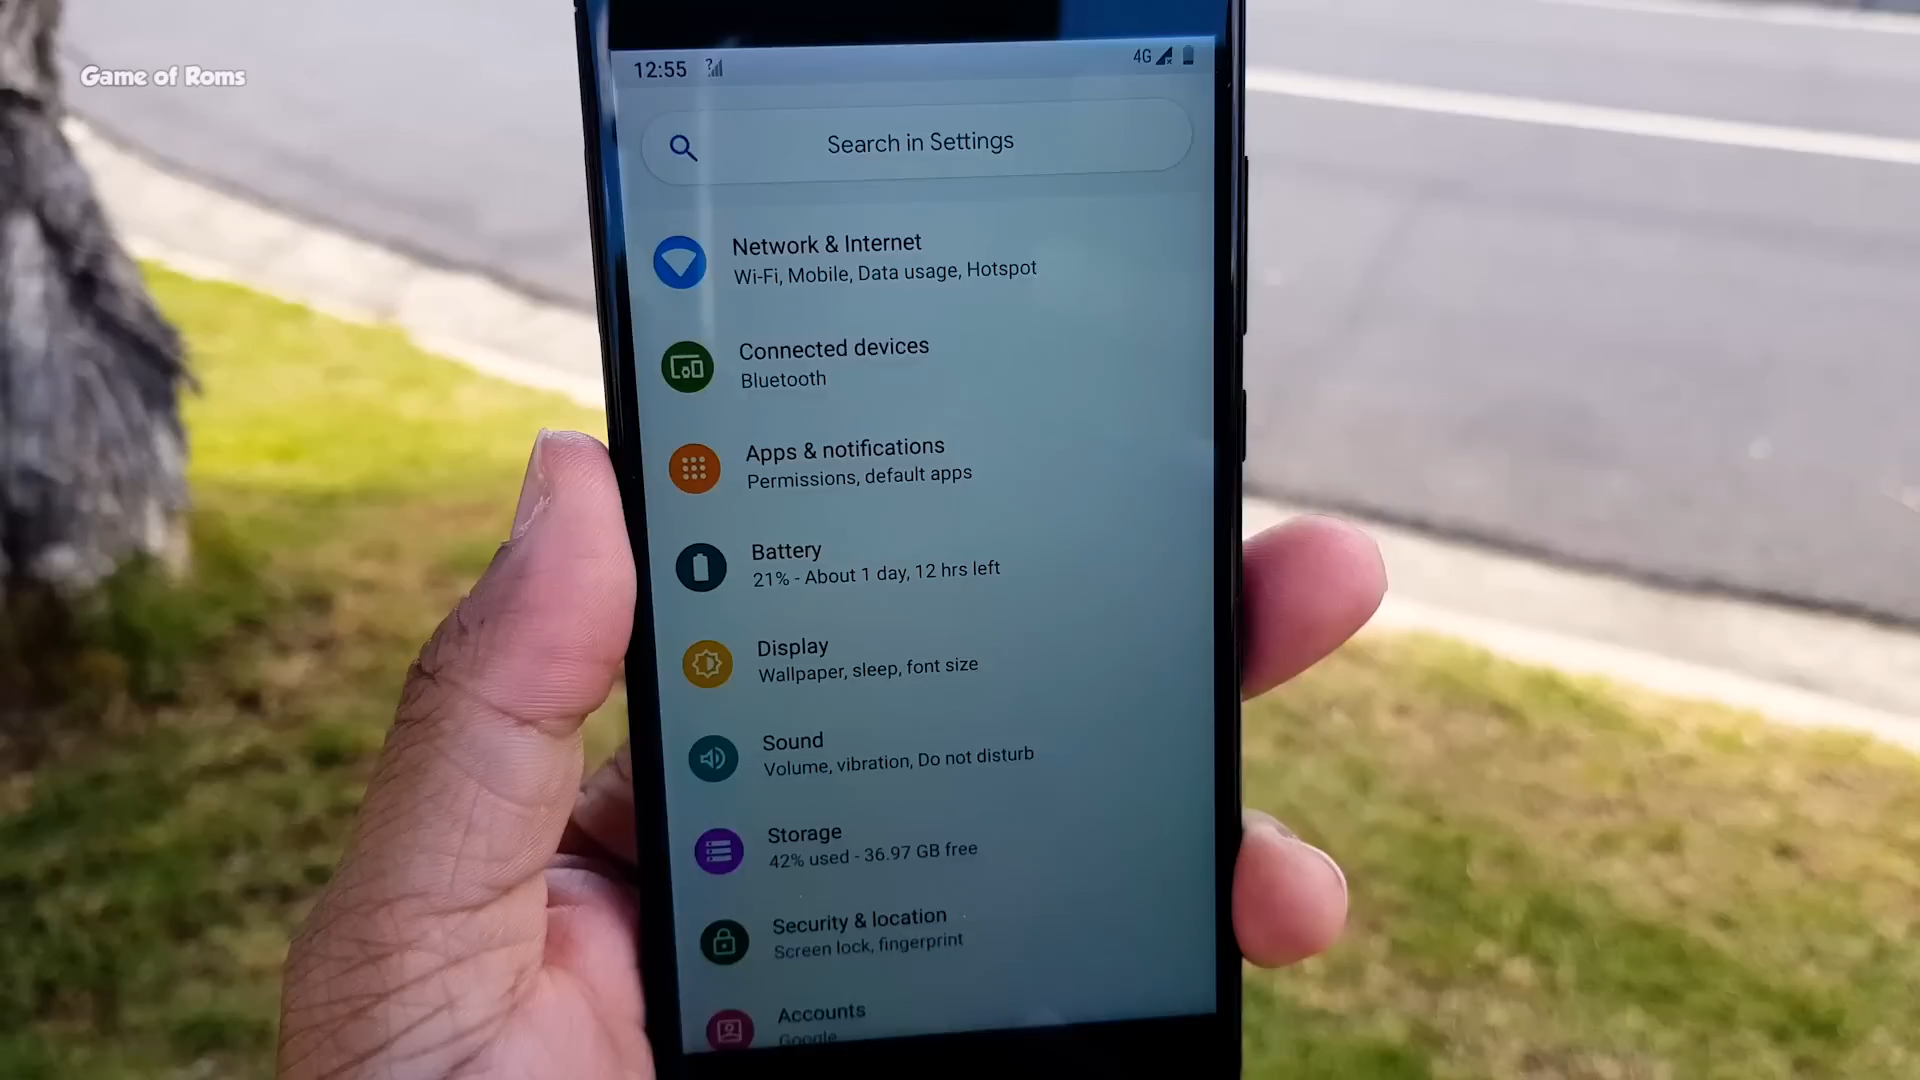 Game of Roms
12:55
4G
Search in Settings
Network & Internet
Wi-Fi, Mobile, Data usage, Hotspot
Connected devices
Bluetooth
Apps & notifications
Permissions, default apps
Battery
21% - About 1 day, 12 hrs left
Display
Wallpaper, sleep, font size
Sound
Volume, vibration, Do not disturb
Storage
42% used - 36.97 GB free
Security & location
Screen lock, fingerprint
Accounts
Google